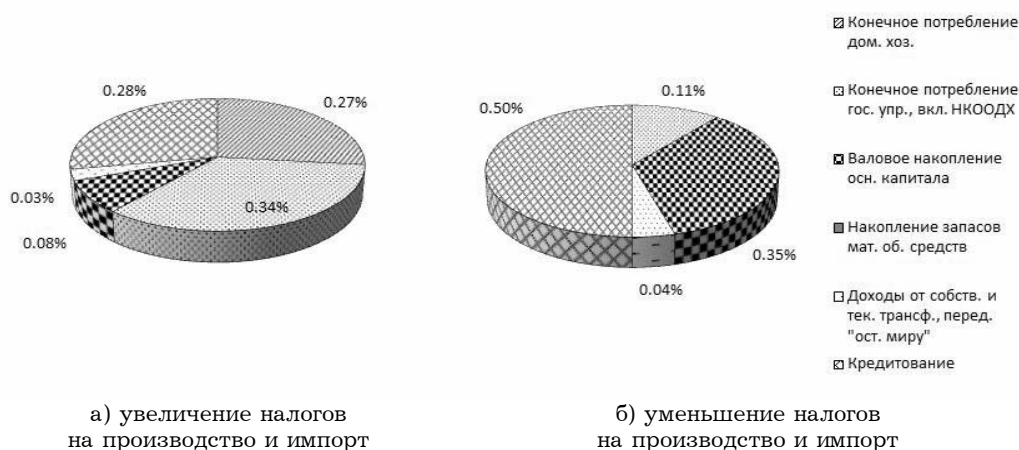 0.28%
0.27%
0.34%
0.03%
0.08%
0.50%
0.11%
0.35%
0.04%
Конечное потребление
дом. хоз.
Конечное потребление
гос. упр., вкл. НКООДХ
Валовое накопление
осн. капитала
Накопление запасов
мат. об. средств
Доходы от собств. и
тек. трансф., перед.
"ост. миру"
Кредитование
а) увеличение налогов
на производство и импорт
б) уменьшение налогов
на производство и импорт